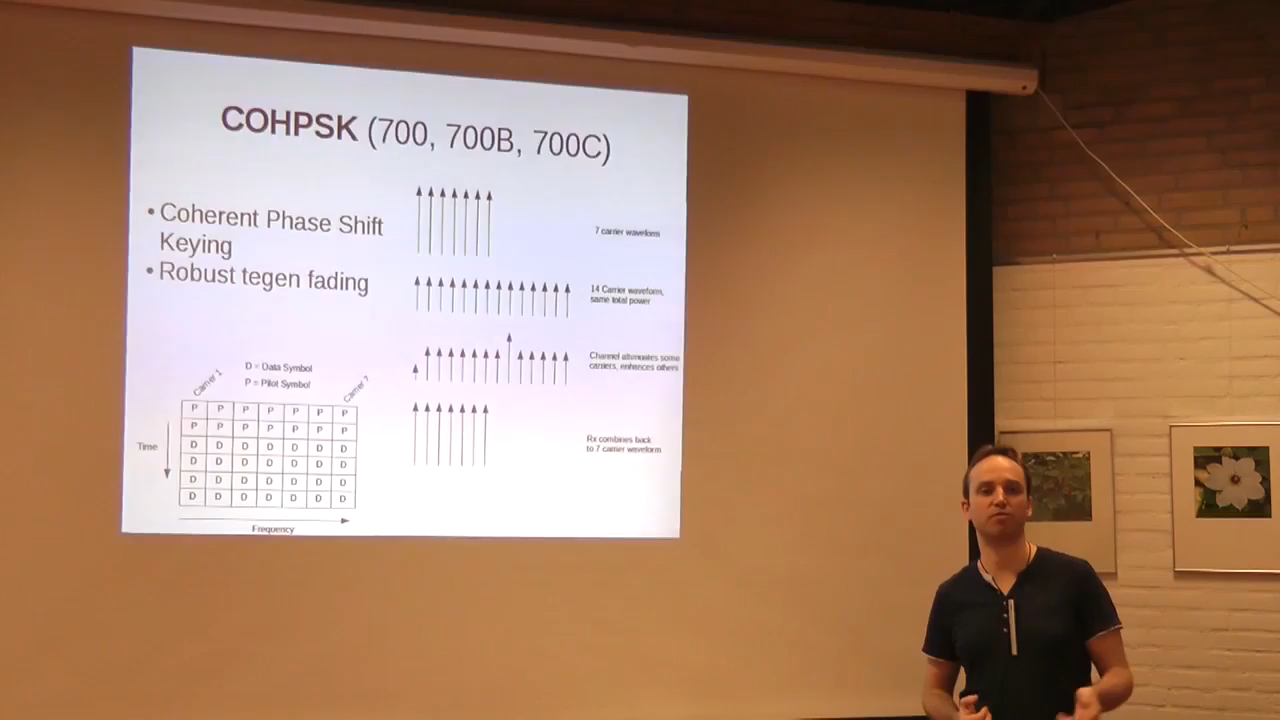 COHPSK (700, 700B, 700C)
• Coherent Phase Shift
Keying
• Robust tegen fading
7 carrier waveform
14 Carrier waveform,
same total power
Channel attenuates some
carriers, enhances others
Rx combines back
to 7 carrier waveform
D = Data Symbol
P = Pilot Symbol
Carrier 1
Carrier 7
P P P P P P P
P P P P P P P
D D D D D D D
D D D D D D D
D D D D D D D
D D D D D D D
Time
Frequency